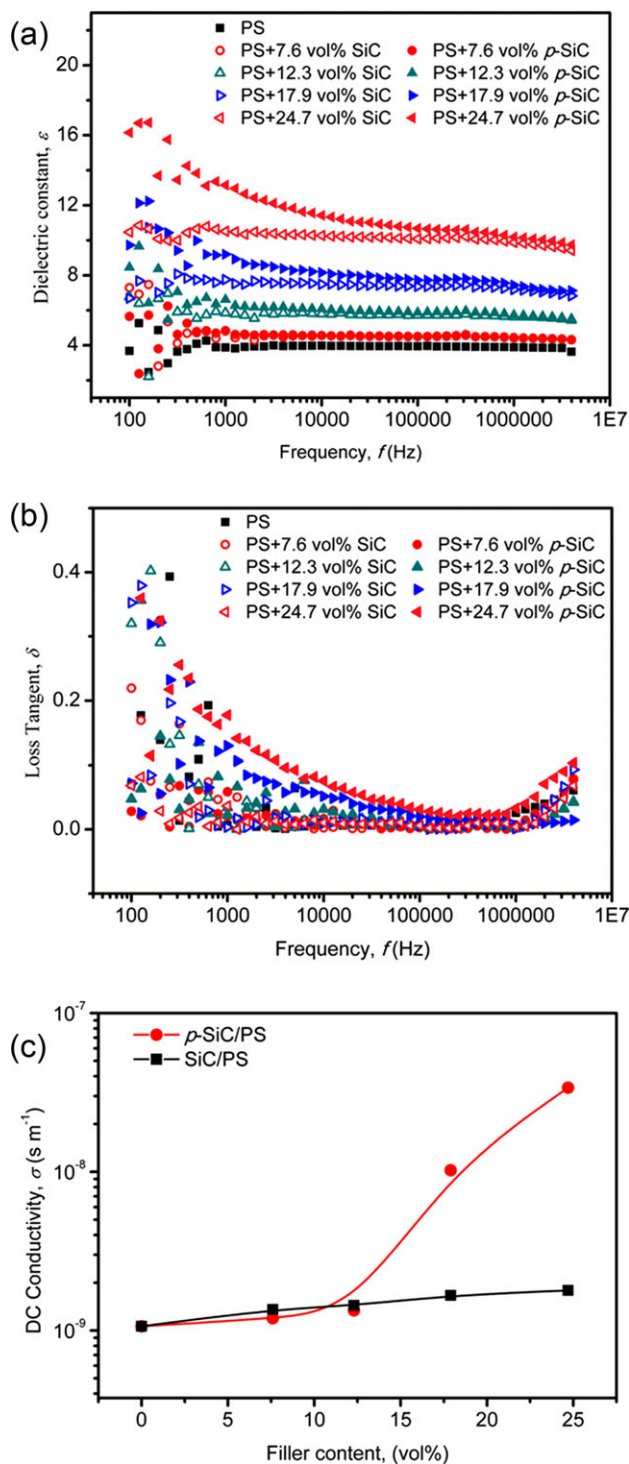 (a)
PS
PS+7.6 vol% SiC
PS+7.6 vol% p-SiC
PS+12.3 vol% SiC
PS+12.3 vol% p-SiC
PS+17.9 vol% SiC
PS+17.9 vol% p-SiC
PS+24.7 vol% SiC
PS+24.7 vol% p-SiC
Dielectric constant, ε
20
16
12
8
4
100
1000
10000
100000
1000000
1E7
Frequency, f (Hz)
(b)
PS
PS+7.6 vol% SiC
PS+7.6 vol% p-SiC
PS+12.3 vol% SiC
PS+12.3 vol% p-SiC
PS+17.9 vol% SiC
PS+17.9 vol% p-SiC
PS+24.7 vol% SiC
PS+24.7 vol% p-SiC
Loss Tangent, δ
0.4
0.2
0.0
100
1000
10000
100000
1000000
1E7
Frequency, f (Hz)
(c)
p-SiC/PS
SiC/PS
DC Conductivity, σ (s m⁻¹)
10⁻⁷
10⁻⁸
10⁻⁹
0
5
10
15
20
25
Filler content, (vol%)